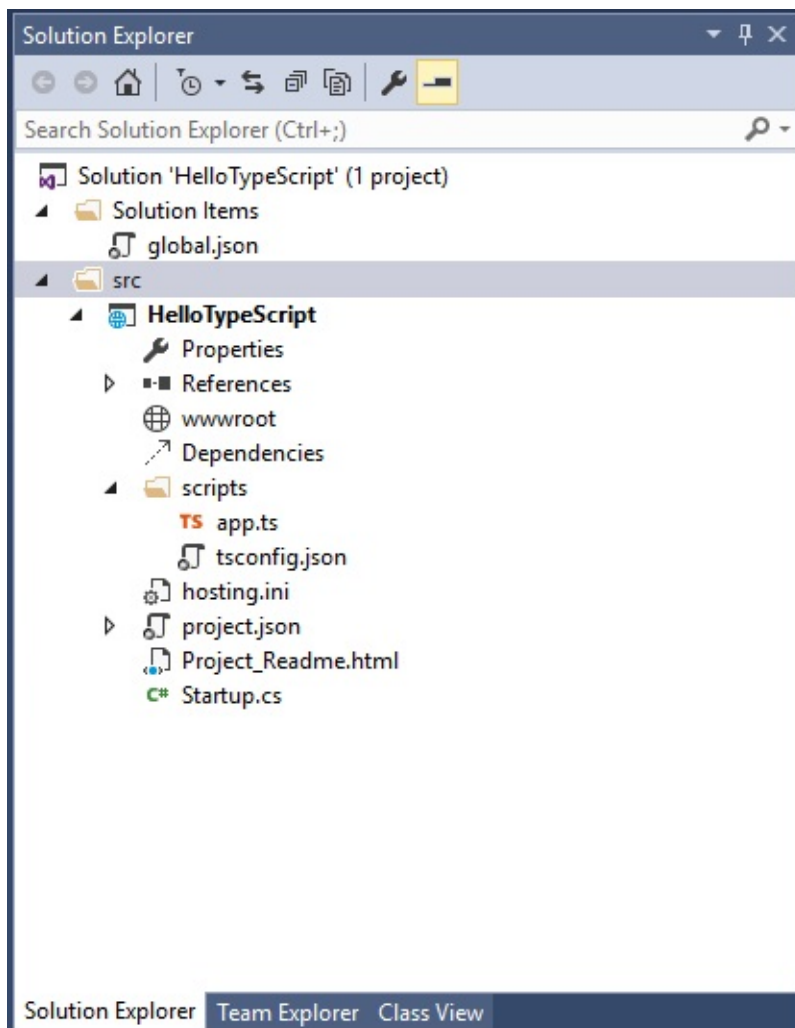 Solution Explorer
Search Solution Explorer (Ctrl+;)
Solution 'HelloTypeScript' (1 project)
Solution Items
global.json
src
HelloTypeScript
Properties
References
wwwroot
Dependencies
scripts
TS app.ts
tsconfig.json
hosting.ini
project.json
Project_Readme.html
C# Startup.cs
Solution Explorer Team Explorer Class View